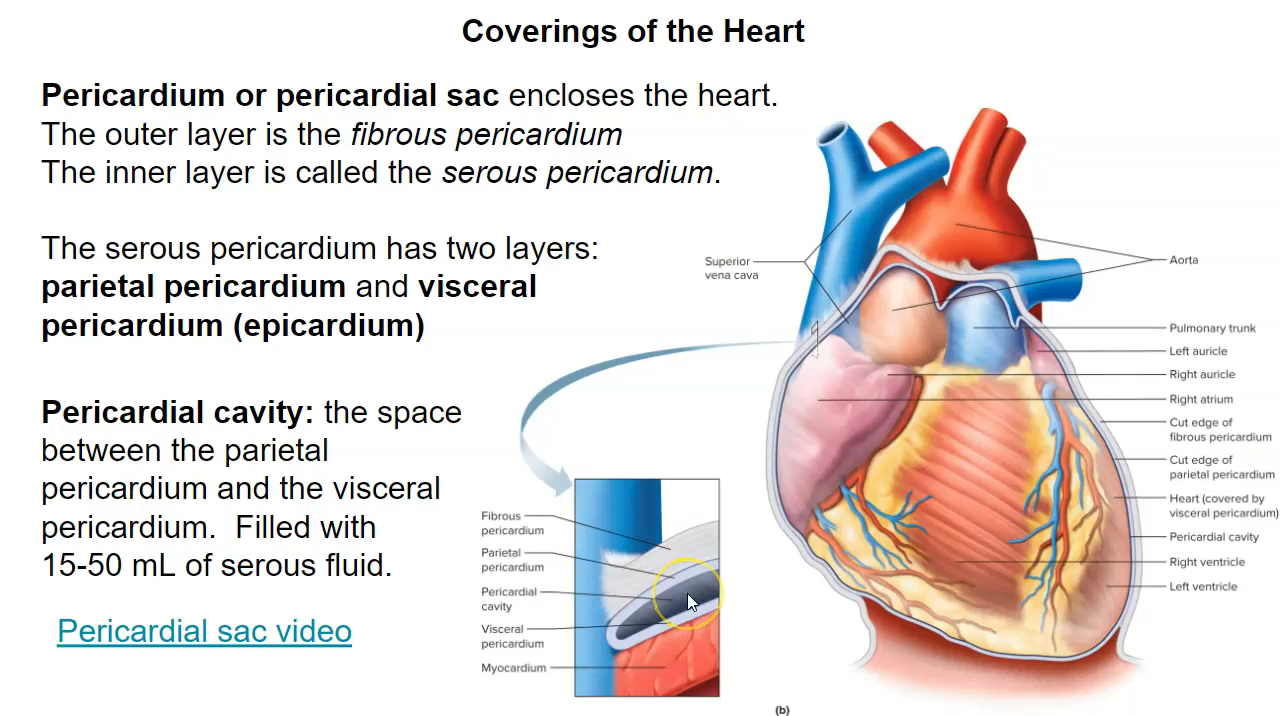 Coverings of the Heart
Pericardium or pericardial sac encloses the heart.
The outer layer is the fibrous pericardium
The inner layer is called the serous pericardium.
The serous pericardium has two layers:
parietal pericardium and visceral
pericardium (epicardium)
Pericardial cavity: the space
between the parietal
pericardium and the visceral
pericardium. Filled with
15-50 mL of serous fluid.
Pericardial sac video
Superior
vena cava
Aorta
Pulmonary trunk
Left auricle
Right auricle
Right atrium
Cut edge of
fibrous pericardium
Cut edge of
parietal pericardium
Heart (covered by
visceral pericardium)
Pericardial cavity
Right ventricle
Left ventricle
Fibrous
pericardium
Parietal
pericardium
Pericardial
cavity
Visceral
pericardium
Myocardium
(b)